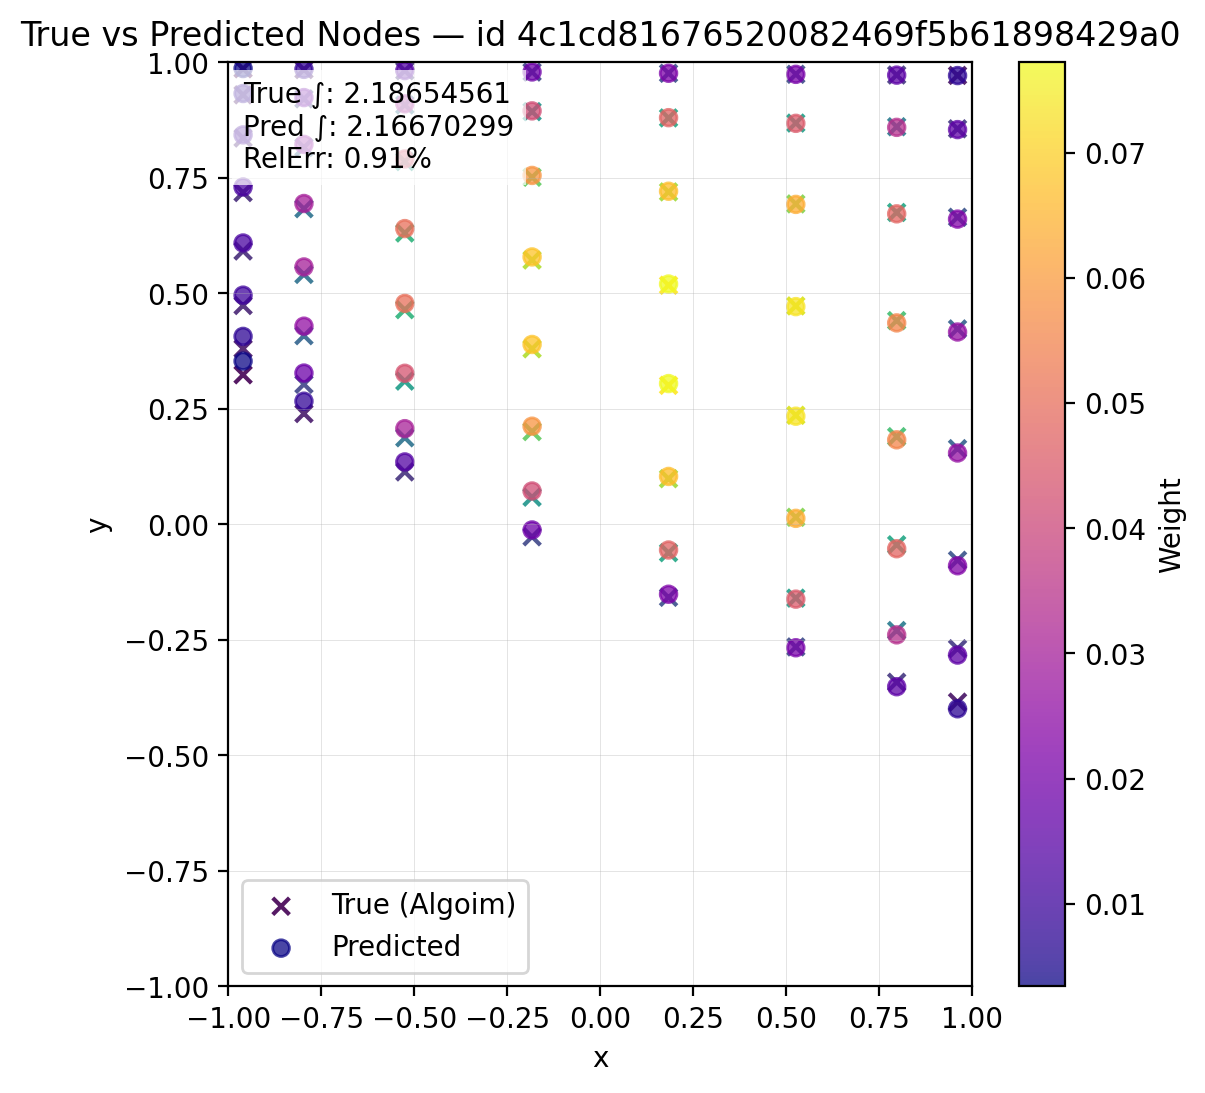 True vs Predicted Nodes — id 4c1cd81676520082469f5b61898429a0
True ∫: 2.18654561
Pred ∫: 2.16670299
RelErr: 0.91%
1.00
0.75
0.50
0.25
0.00
−0.25
−0.50
−0.75
−1.00
y
True (Algoim)
Predicted
−1.00 −0.75 −0.50 −0.25 0.00 0.25 0.50 0.75 1.00
x
0.07
0.06
0.05
0.04
0.03
0.02
0.01
Weight